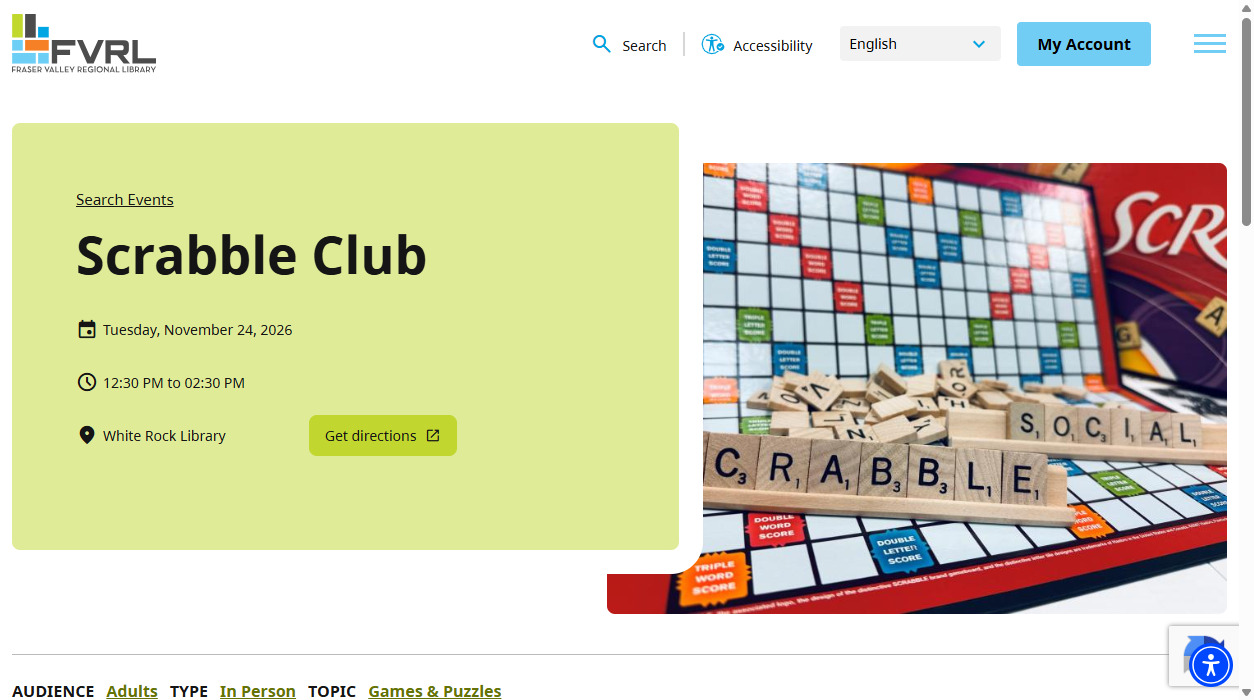 FVRL
FRASER VALLEY REGIONAL LIBRARY
Search
Accessibility
English
My Account
Search Events
Scrabble Club
Tuesday, November 24, 2026
12:30 PM to 02:30 PM
White Rock Library
Get directions
SCR
SOCIAL
CRABBLE
DOUBLE WORD SCORE
DOUBLE LETTER SCORE
TRIPLE WORD SCORE
AUDIENCE Adults TYPE In Person TOPIC Games & Puzzles